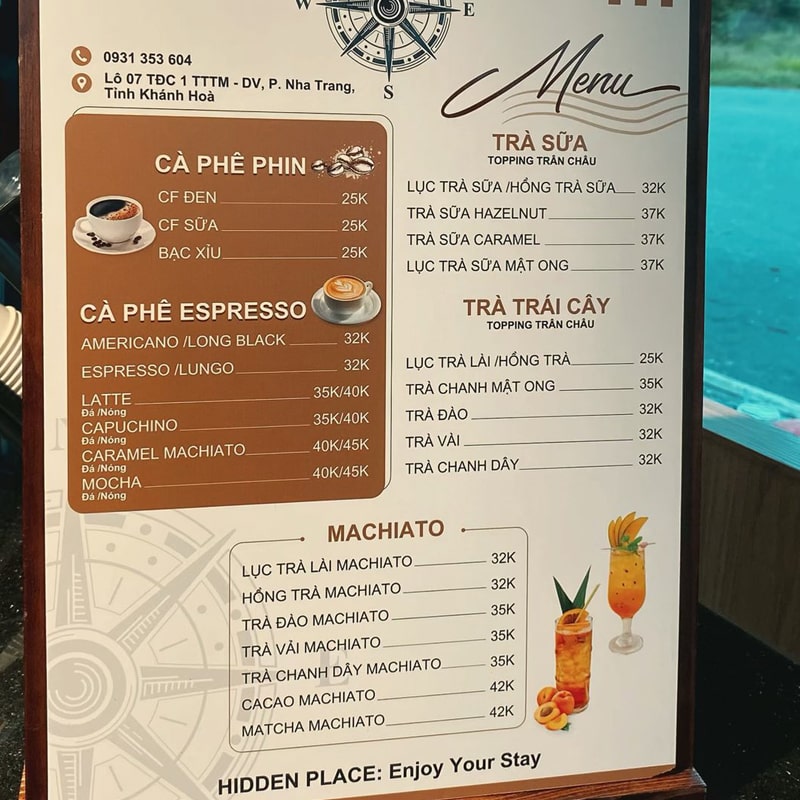 W E
S
0931 353 604
Lô 07 TĐC 1 TTTM - DV, P. Nha Trang,
Tỉnh Khánh Hoà
Menu
CÀ PHÊ PHIN
CF ĐEN 25K
CF SỮA 25K
BẠC XỈU 25K
CÀ PHÊ ESPRESSO
AMERICANO /LONG BLACK 32K
ESPRESSO /LUNGO 32K
LATTE 35K/40K
Đá /Nóng
CAPUCHINO 35K/40K
Đá /Nóng
CARAMEL MACHIATO 40K/45K
Đá /Nóng
MOCHA 40K/45K
Đá /Nóng
TRÀ SỮA
TOPPING TRÂN CHÂU
LỤC TRÀ SỮA /HỒNG TRÀ SỮA 32K
TRÀ SỮA HAZELNUT 37K
TRÀ SỮA CARAMEL 37K
LỤC TRÀ SỮA MẬT ONG 37K
TRÀ TRÁI CÂY
TOPPING TRÂN CHÂU
LỤC TRÀ LÀI /HỒNG TRÀ 25K
TRÀ CHANH MẬT ONG 35K
TRÀ ĐÀO 32K
TRÀ VẢI 32K
TRÀ CHANH DÂY 32K
MACHIATO
LỤC TRÀ LÀI MACHIATO 32K
HỒNG TRÀ MACHIATO 32K
TRÀ ĐÀO MACHIATO 35K
TRÀ VẢI MACHIATO 35K
TRÀ CHANH DÂY MACHIATO 35K
CACAO MACHIATO 42K
MATCHA MACHIATO 42K
E
HIDDEN PLACE: Enjoy Your Stay